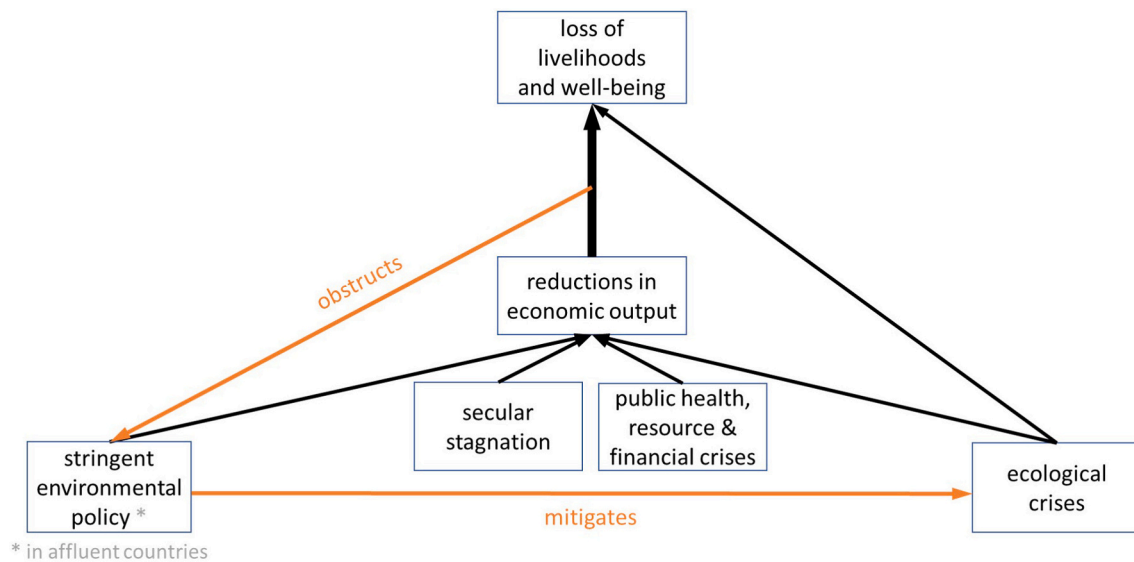 loss of
livelihoods
and well-being
obstructs
reductions in
economic output
secular
stagnation
public health,
resource &
financial crises
stringent
environmental
policy *
mitigates
ecological
crises
* in affluent countries